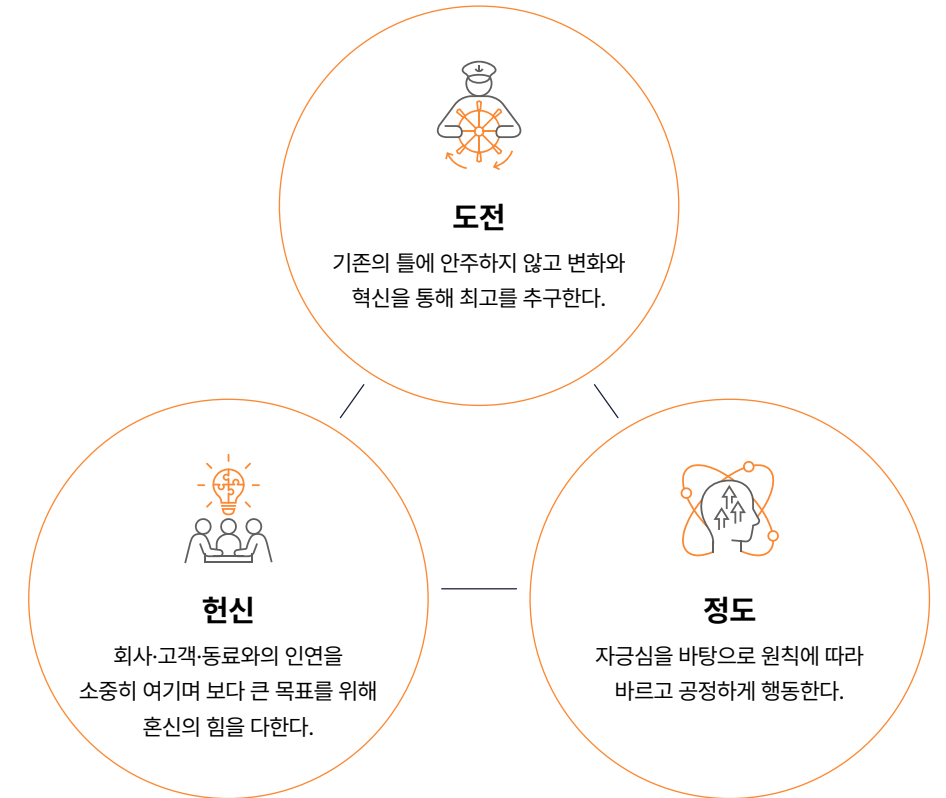 도전
기존의 틀에 안주하지 않고 변화와
혁신을 통해 최고를 추구한다.
헌신
회사·고객·동료와의 인연을
소중히 여기며 보다 큰 목표를 위해
혼신의 힘을 다한다.
정도
자긍심을 바탕으로 원칙에 따라
바르고 공정하게 행동한다.